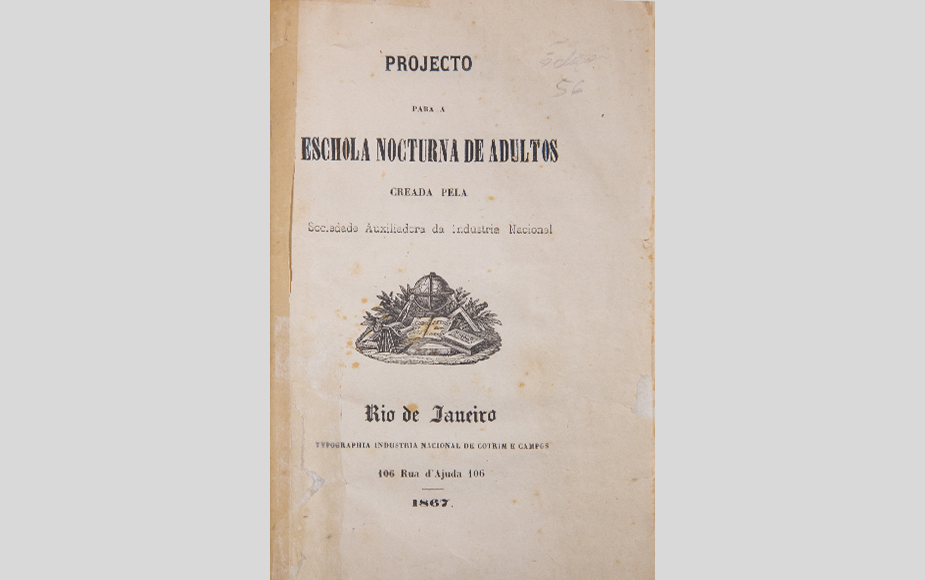 PROJECTO
56
PARA A
ESCHOLA NOCTURNA DE ADULTOS
CREADA PELA
Sociedade Auxiliadora da Industria Nacional
Rio de Janeiro
TYPOGRAPHIA INDUSTRIA NACIONAL DE COTRIM E CAMPOS
106 Rua d'Ajuda 106
1867.